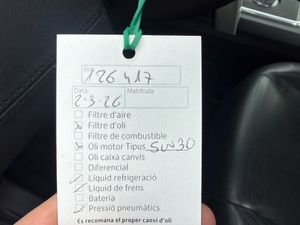 Km 126 417
Data: Matrícula:
2-3-26
Filtre d'aire
Filtre d'oli
Filtre de combustible
Oli motor Tipus 5W30
Oli caixa canvis
Diferencial
Líquid refrigeració
Líquid de frens
Bateria
Pressió pneumàtics
Es recomana el proper canvi d'oli